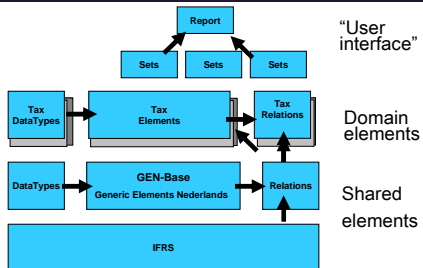 Report
“User
interface”
Sets
Sets
Sets
Tax
DataTypes
Tax
Elements
Tax
Relations
Domain
elements
DataTypes
GEN-Base
Generic Elements Nederlands
Relations
Shared
elements
IFRS